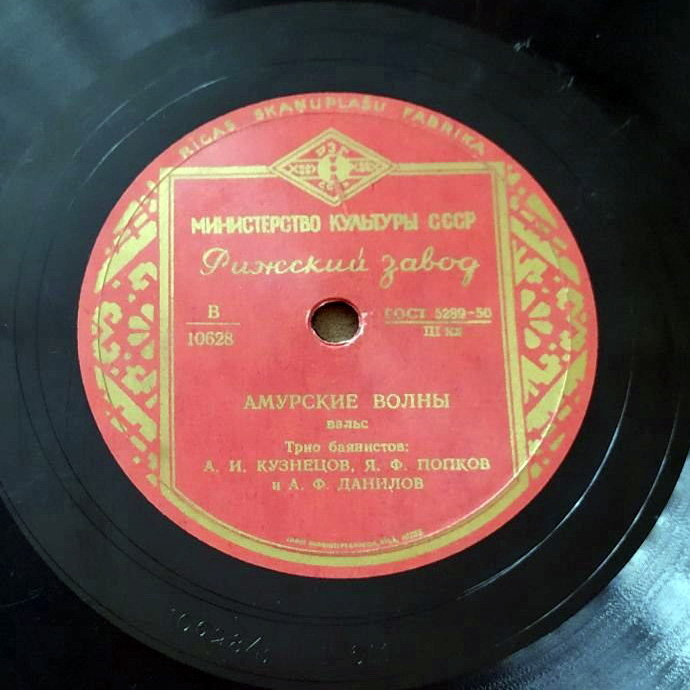 RIGAS SKAŅUPLAŠU FABRIKA
МИНИСТЕРСТВО КУЛЬТУРЫ СССР
Рижский завод
В
10628
ГОСТ 5289-50
III кл
АМУРСКИЕ ВОЛНЫ
вальс
Трио баянистов:
А. И. КУЗНЕЦОВ, Я. Ф. ПОПКОВ
и А. Ф. ДАНИЛОВ